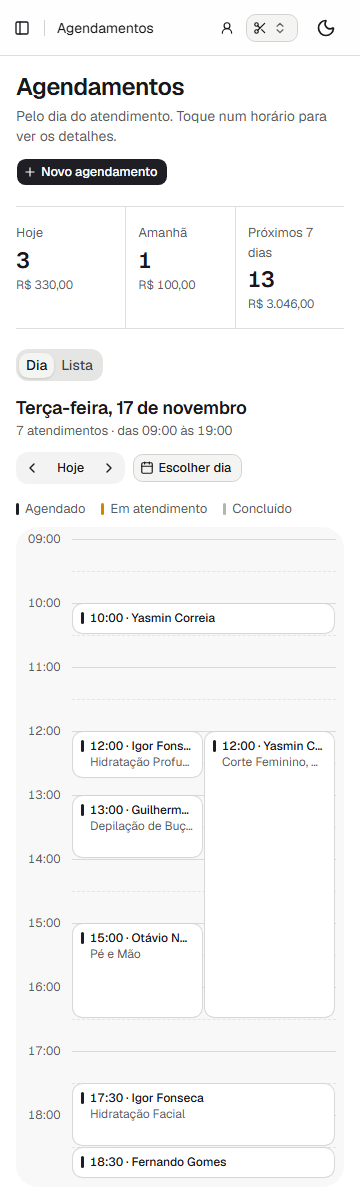 Agendamentos
Agendamentos
Pelo dia do atendimento. Toque num horário para
ver os detalhes.
+ Novo agendamento
Hoje
3
R$ 330,00
Amanhã
1
R$ 100,00
Próximos 7
dias
13
R$ 3.046,00
Dia Lista
Terça-feira, 17 de novembro
7 atendimentos · das 09:00 às 19:00
Hoje
Escolher dia
Agendado Em atendimento Concluído
09:00
10:00
10:00 · Yasmin Correia
11:00
12:00
12:00 · Igor Fons...
Hidratação Profu...
12:00 · Yasmin C...
Corte Feminino, ...
13:00
13:00 · Guilherm...
Depilação de Buç...
14:00
15:00
15:00 · Otávio N...
Pé e Mão
16:00
17:00
17:30 · Igor Fonseca
Hidratação Facial
18:00
18:30 · Fernando Gomes